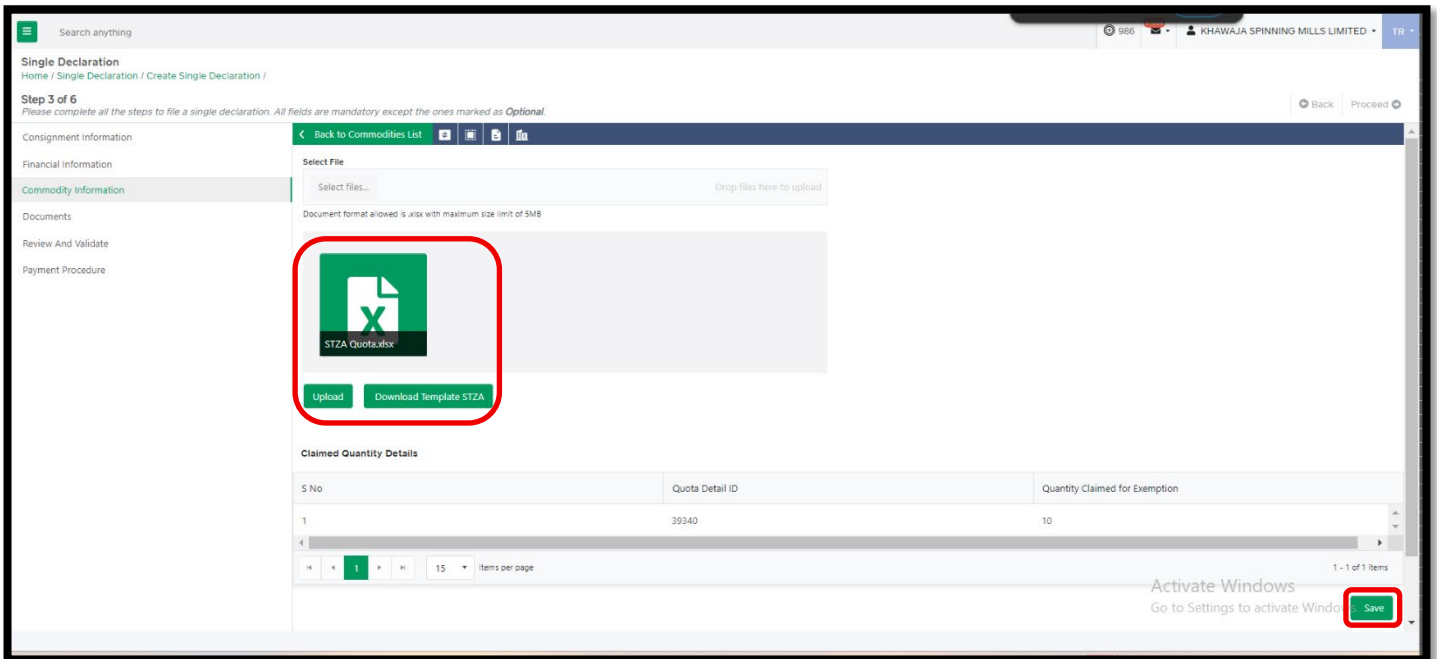 Search anything
986
KHAWAJA SPINNING MILLS LIMITED
TR
Single Declaration
Home / Single Declaration / Create Single Declaration /
Step 3 of 6
Please complete all the steps to file a single declaration. All fields are mandatory except the ones marked as Optional.
Back Proceed
Consignment Information
Financial Information
Commodity Information
Documents
Review And Validate
Payment Procedure
Back to Commodities List
Select File
Select files... Drop files here to upload
Document format allowed is .xlsx with maximum size limit of 5MB
X
STZA Quota.xlsx
Upload Download Template STZA
Claimed Quantity Details
S No Quota Detail ID Quantity Claimed for Exemption
1 39340 10
1 15 items per page 1 - 1 of 1 items
Activate Windows
Go to Settings to activate Windows.
Save